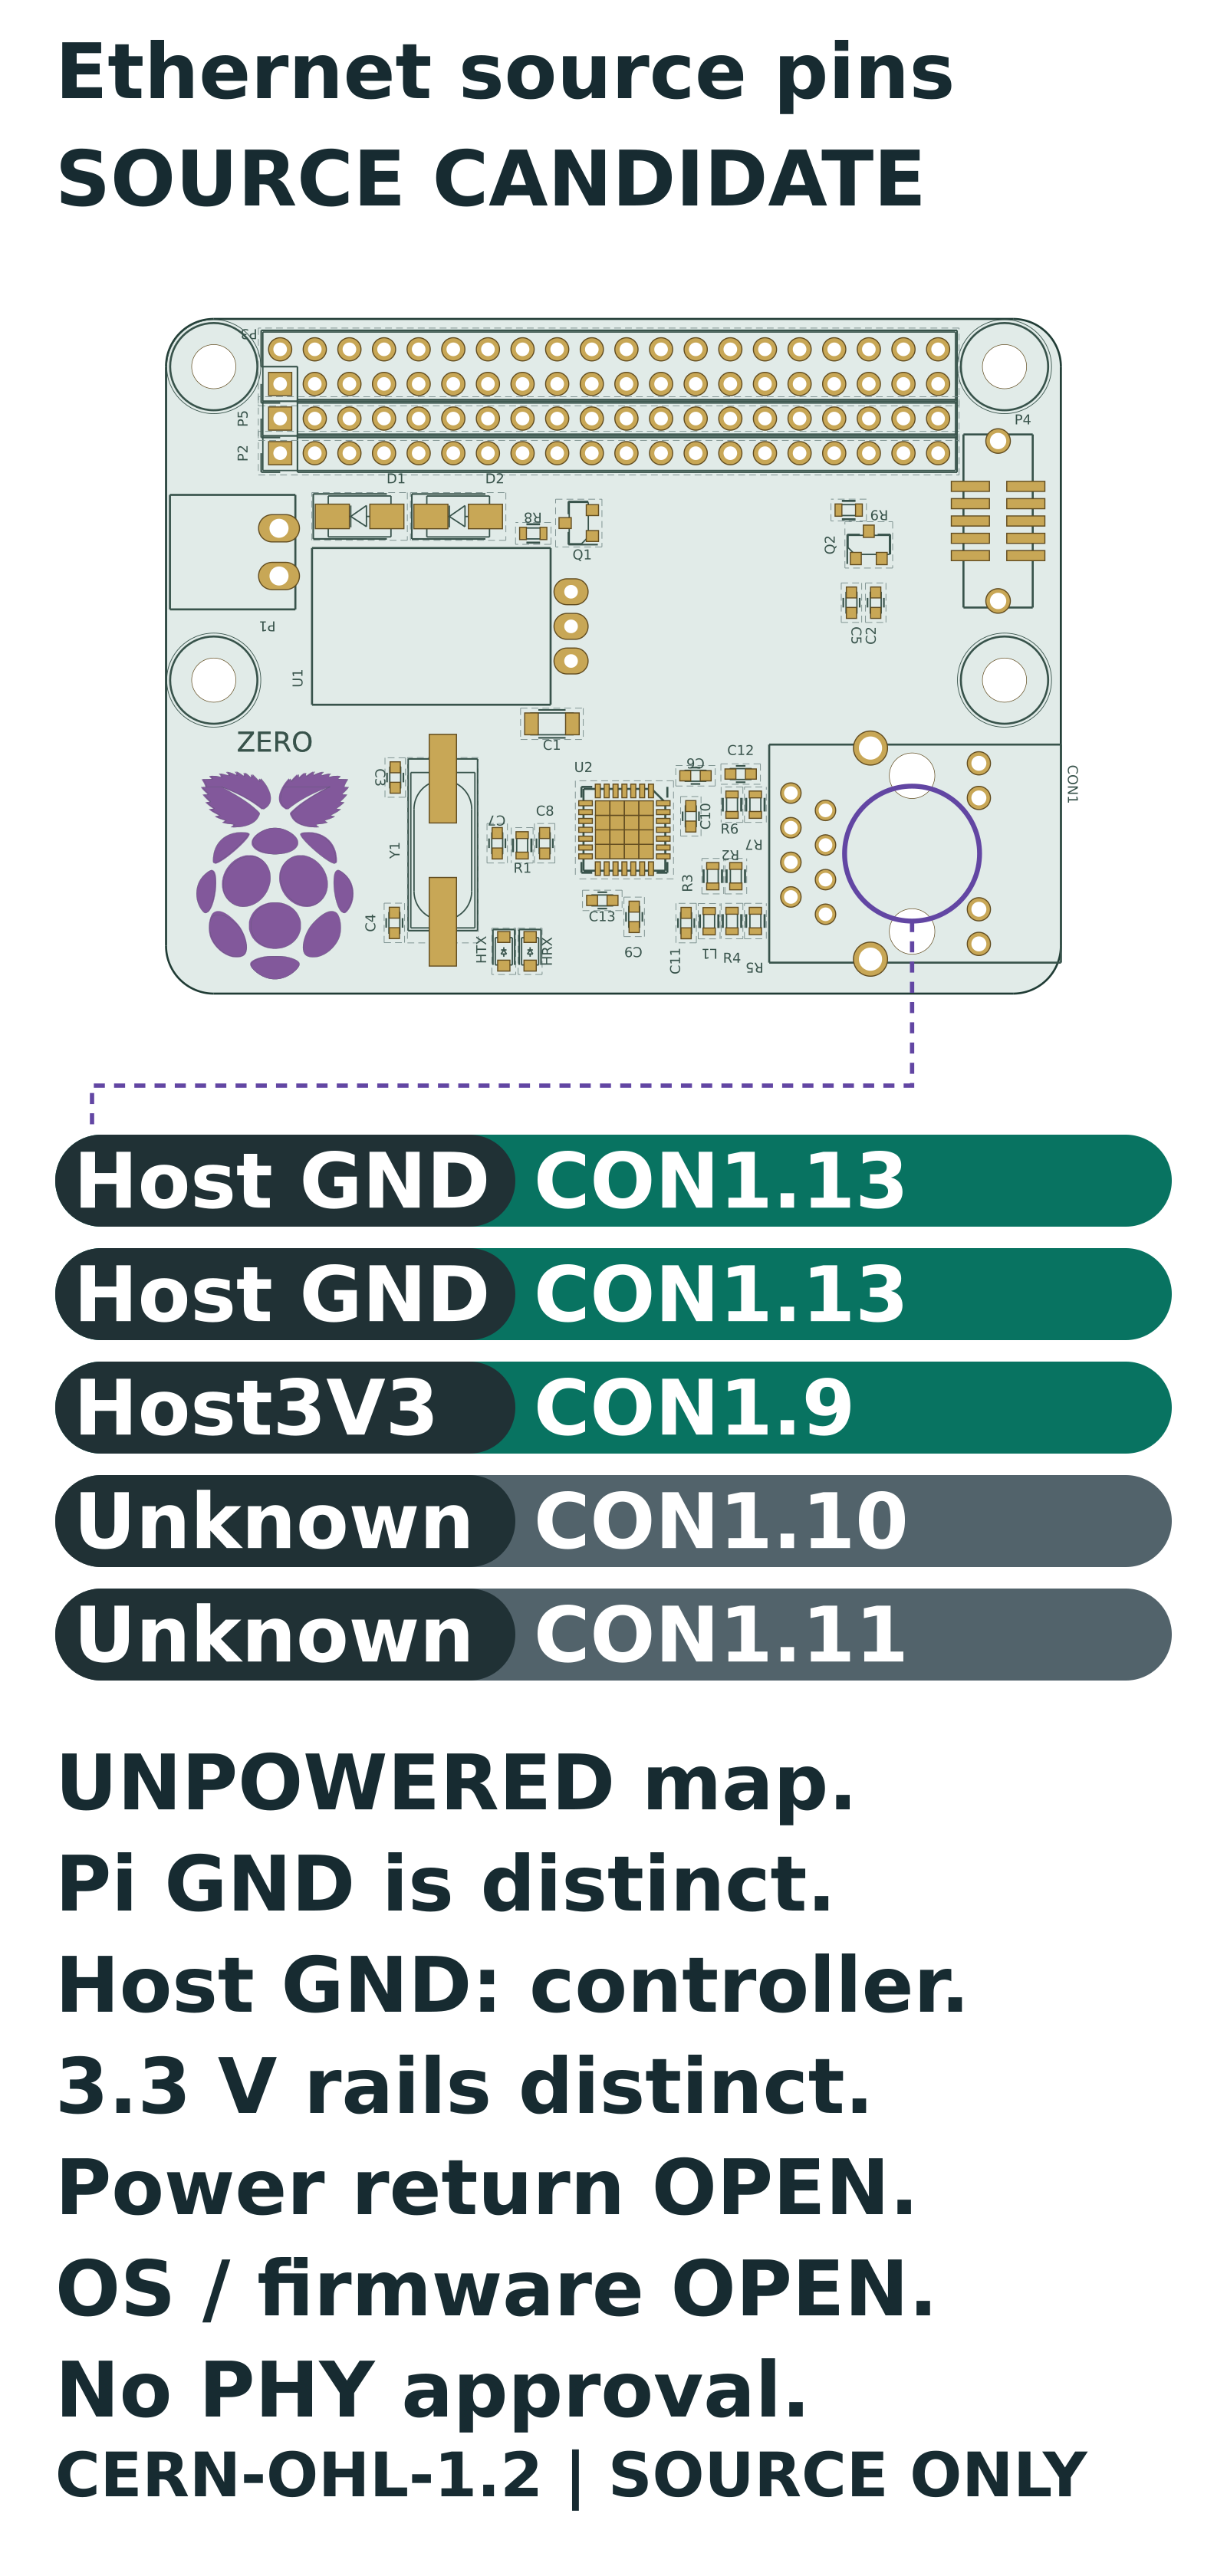 Ethernet source pins
SOURCE CANDIDATE
P3
P5
P2
P4
D1 D2
R8
Q1
R9
Q2
C5 C2
P1
U1
C1
ZERO
C3
Y1
C4
C7
R1
C8
U2
C6
C12
C10
R6
R7
R2
R3
C13
C9
C11
L1
R4
R5
HTX
HRX
CON1
Host GND CON1.13
Host GND CON1.13
Host3V3 CON1.9
Unknown CON1.10
Unknown CON1.11
UNPOWERED map.
Pi GND is distinct.
Host GND: controller.
3.3 V rails distinct.
Power return OPEN.
OS / firmware OPEN.
No PHY approval.
CERN-OHL-1.2 | SOURCE ONLY